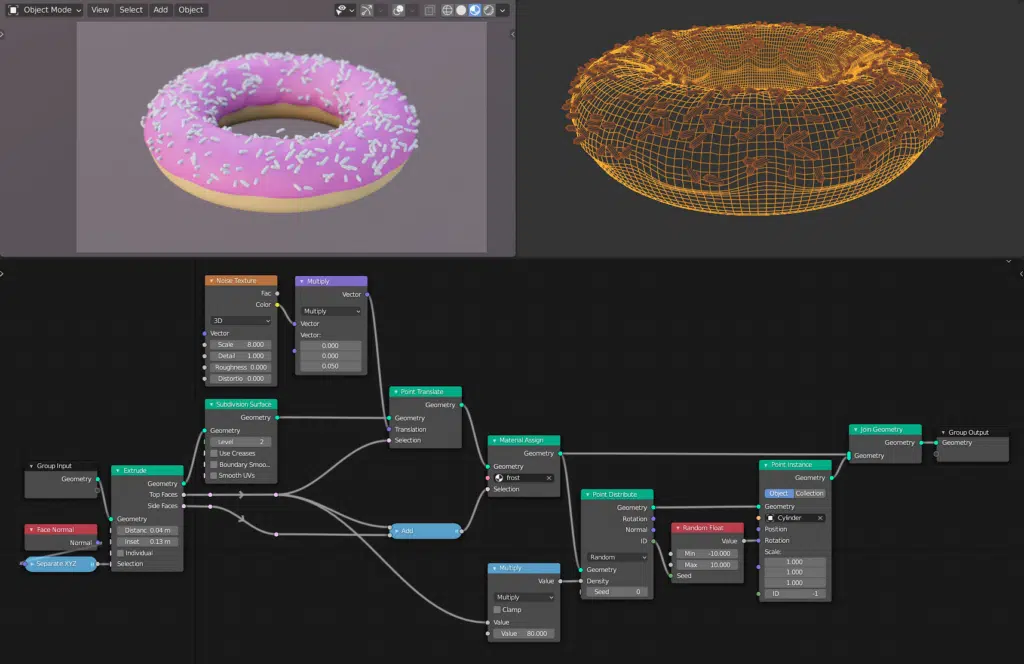 Object Mode View Select Add Object
Noise Texture
Fac
Color
3D
Vector
Scale 8.000
Detail 1.000
Roughness 0.000
Distortio 0.000
Multiply
Vector
Multiply
Vector
Vector:
0.000
0.000
0.050
Subdivision Surface
Geometry
Geometry
Level 2
Use Creases
Boundary Smoo..
Smooth UVs
Point Translate
Geometry
Geometry
Translation
Selection
Group Input
Geometry
Face Normal
Normal
Separate XYZ
Extrude
Geometry
Top Faces
Side Faces
Geometry
Distanc 0.04 m
Inset 0.13 m
Individual
Selection
Add
Material Assign
Geometry
Geometry
frost
Selection
Multiply
Value
Multiply
Clamp
Value
Value 80.000
Point Distribute
Geometry
Rotation
Normal
ID
Random
Geometry
Density
Seed 0
Random Float
Value
Min -10.000
Max 10.000
Seed
Point Instance
Geometry
Object Collection
Geometry
Cylinder
Position
Rotation
Scale:
1.000
1.000
1.000
ID -1
Join Geometry
Geometry
Geometry
Group Output
Geometry